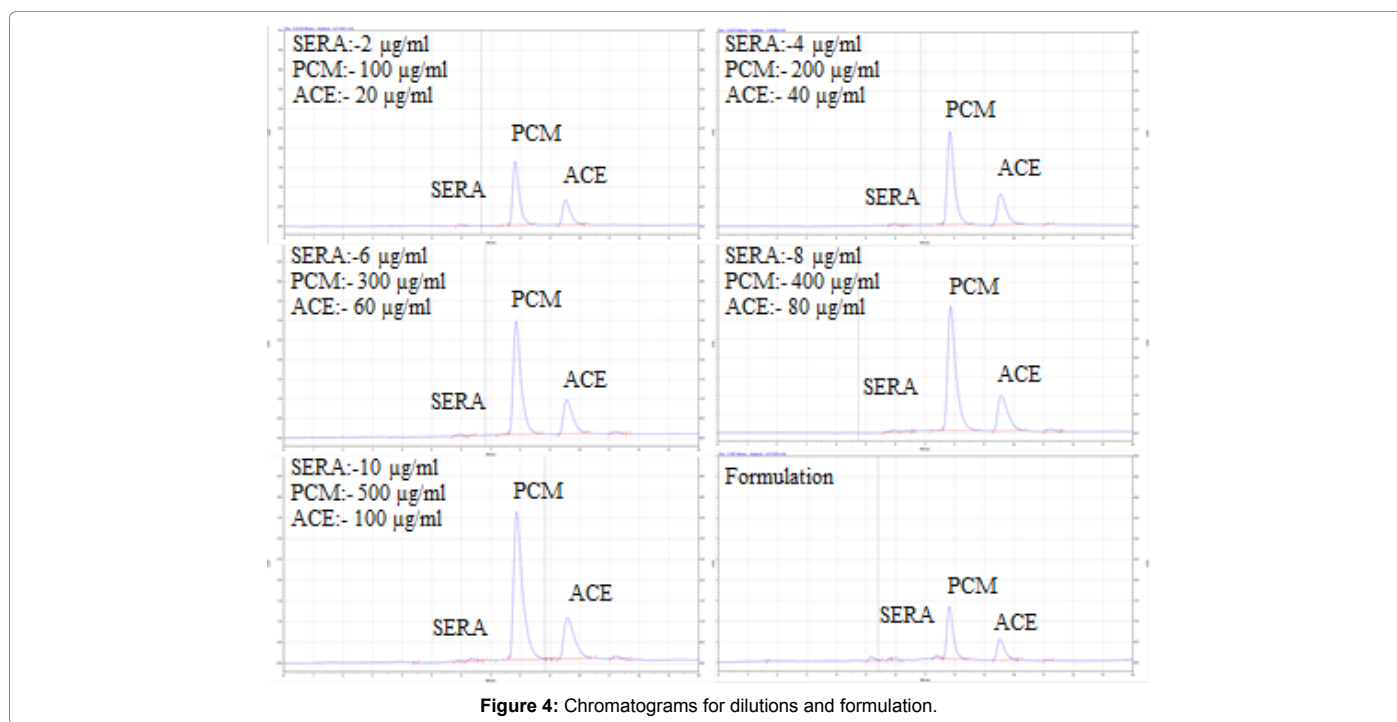 SERA:-2 µg/ml
PCM:- 100 µg/ml
ACE:- 20 µg/ml
PCM
ACE
SERA
SERA:-4 µg/ml
PCM:- 200 µg/ml
ACE:- 40 µg/ml
PCM
ACE
SERA
SERA:-6 µg/ml
PCM:- 300 µg/ml
ACE:- 60 µg/ml
PCM
ACE
SERA
SERA:-8 µg/ml
PCM:- 400 µg/ml
ACE:- 80 µg/ml
PCM
ACE
SERA
SERA:-10 µg/ml
PCM:- 500 µg/ml
ACE:- 100 µg/ml
PCM
ACE
SERA
Formulation
PCM
SERA
ACE
Figure 4: Chromatograms for dilutions and formulation.